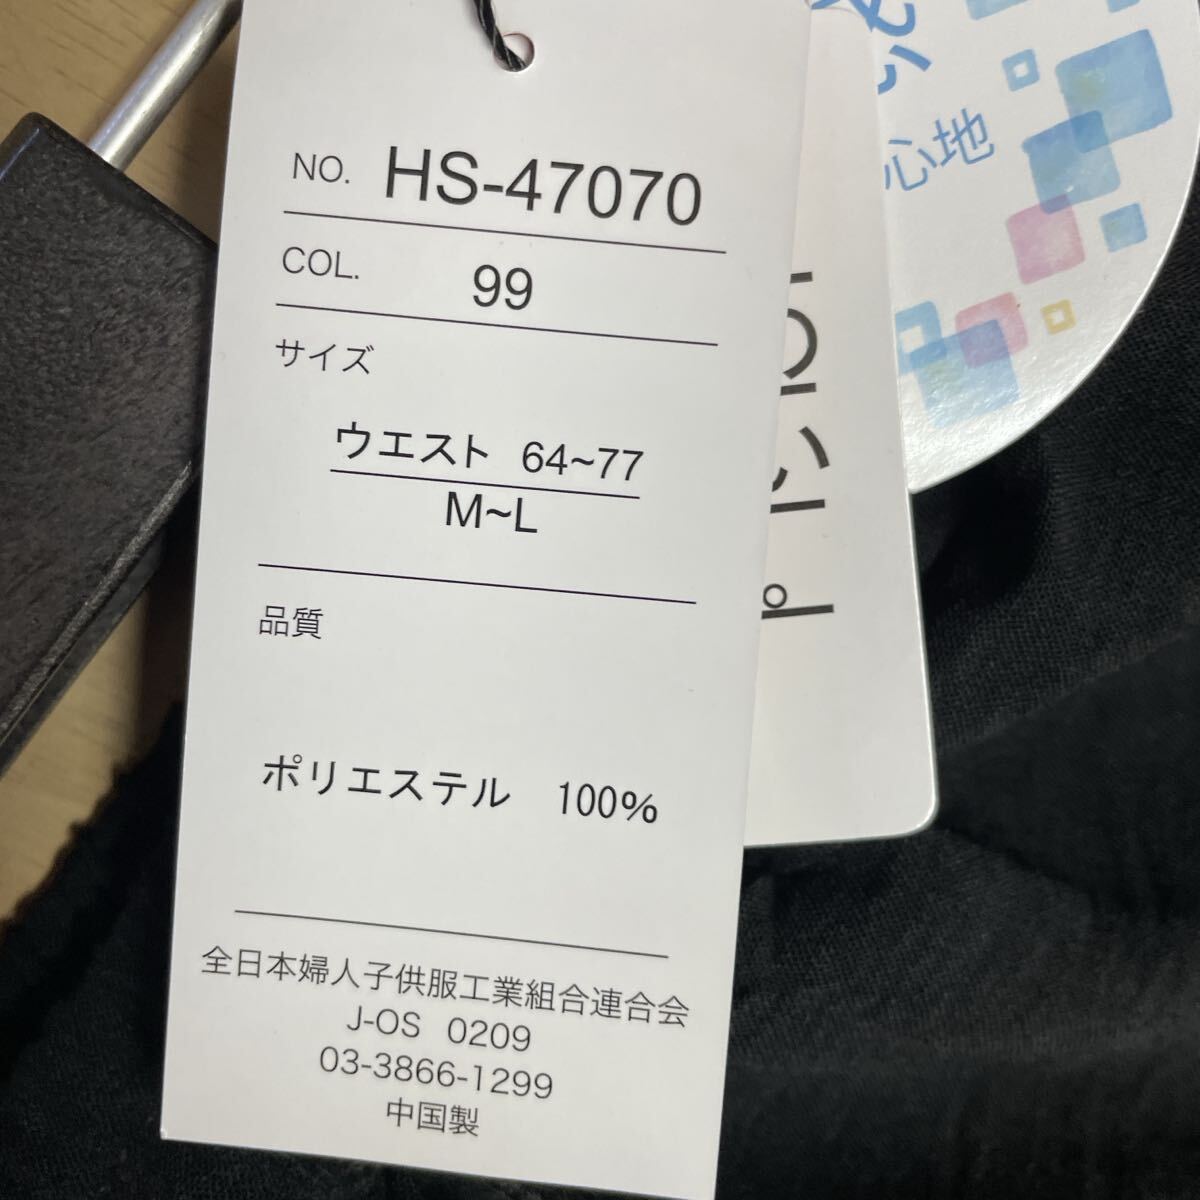 NO. HS-47070
COL. 99
サイズ
ウエスト 64~77
M~L
品質
ポリエステル 100%
全日本婦人子供服工業組合連合会
J-OS 0209
03-3866-1299
中国製
心地
い
。